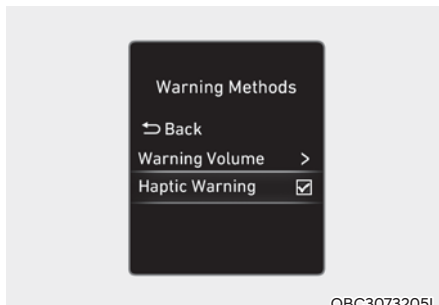 Warning Methods
Back
Warning Volume >
Haptic Warning
OBC3073205L